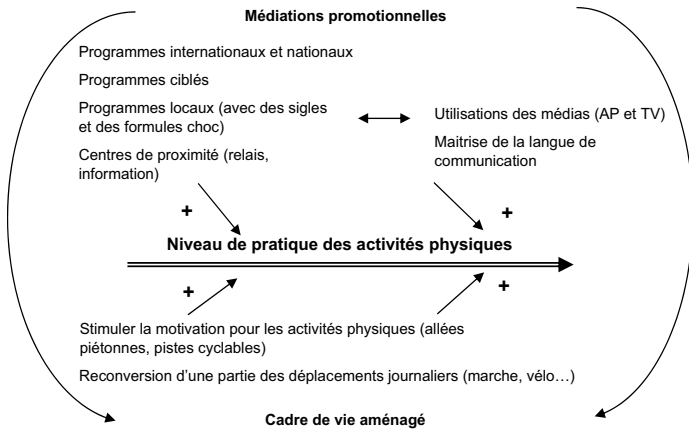 Médiations promotionnelles
Programmes internationaux et nationaux
Programmes ciblés
Programmes locaux (avec des sigles
et des formules choc)
Centres de proximité (relais,
information)
Utilisations des médias (AP et TV)
Maitrise de la langue de
communication
+
+
Niveau de pratique des activités physiques
+
+
Stimuler la motivation pour les activités physiques (allées
piétonnes, pistes cyclables)
Reconversion d’une partie des déplacements journaliers (marche, vélo…)
Cadre de vie aménagé